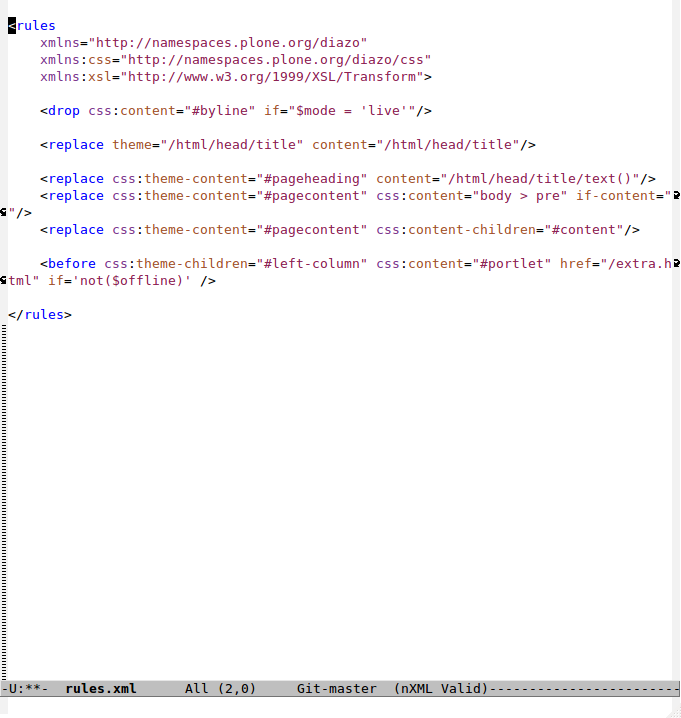 <rules
    xmlns="http://namespaces.plone.org/diazo"
    xmlns:css="http://namespaces.plone.org/diazo/css"
    xmlns:xsl="http://www.w3.org/1999/XSL/Transform">

    <drop css:content="#byline" if="$mode = 'live'"/>

    <replace theme="/html/head/title" content="/html/head/title"/>

    <replace css:theme-content="#pageheading" content="/html/head/title/text()"/>
    <replace css:theme-content="#pagecontent" css:content="body > pre" if-content="
"/>
    <replace css:theme-content="#pagecontent" css:content-children="#content"/>

    <before css:theme-children="#left-column" css:content="#portlet" href="/extra.h
tml" if='not($offline)' />

</rules>
-U:**-  rules.xml      All (2,0)     Git-master  (nXML Valid)------------------------